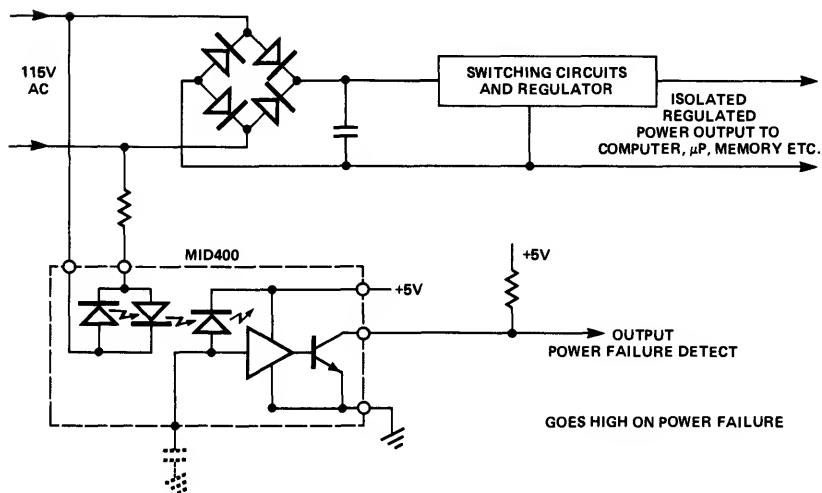 115V
AC
SWITCHING CIRCUITS
AND REGULATOR
ISOLATED
REGULATED
POWER OUTPUT TO
COMPUTER, μP, MEMORY ETC.
MID400
+5V
+5V
OUTPUT
POWER FAILURE DETECT
GOES HIGH ON POWER FAILURE